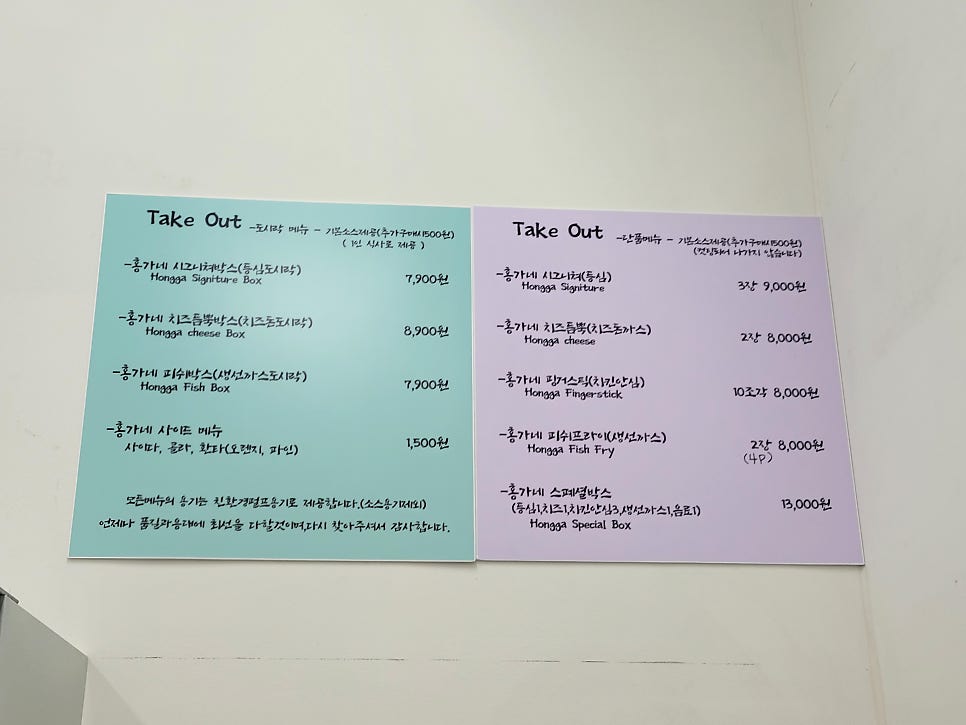 Take Out -도시락 메뉴 - 기본소스제공(추가구매시500원)
( 1인 식사로 제공 )
-홍가네 시그니쳐박스(등심도시락) 7,900원
Hongga Signiture Box
-홍가네 치즈듬뿍박스(치즈돈도시락) 8,900원
Hongga cheese Box
-홍가네 피쉬박스(생선까스도시락) 7,900원
Hongga Fish Box
-홍가네 사이드 메뉴 1,500원
사이다, 콜라, 환타(오렌지, 파인)
모든메뉴의 용기는 친환경펄프용기로 제공합니다.(소스용기제외)
언제나 품질과응대에 최선을 다할것이며,다시 찾아주셔서 감사합니다.
Take Out -단품메뉴 - 기본소스제공(추가구매시500원)
(컷팅되어 나가지 않습니다)
-홍가네 시그니쳐(등심) 3장 9,000원
Hongga Signiture
-홍가네 치즈듬뿍(치즈돈까스) 2장 8,000원
Hongga cheese
-홍가네 핑거스틱(치킨안심) 10조각 8,000원
Hongga Fingerstick
-홍가네 피쉬프라이(생선까스) 2장 8,000원
Hongga Fish Fry (4P)
-홍가네 스페셜박스 13,000원
(등심1,치즈1,치킨안심3,생선까스1,음료1)
Hongga Special Box